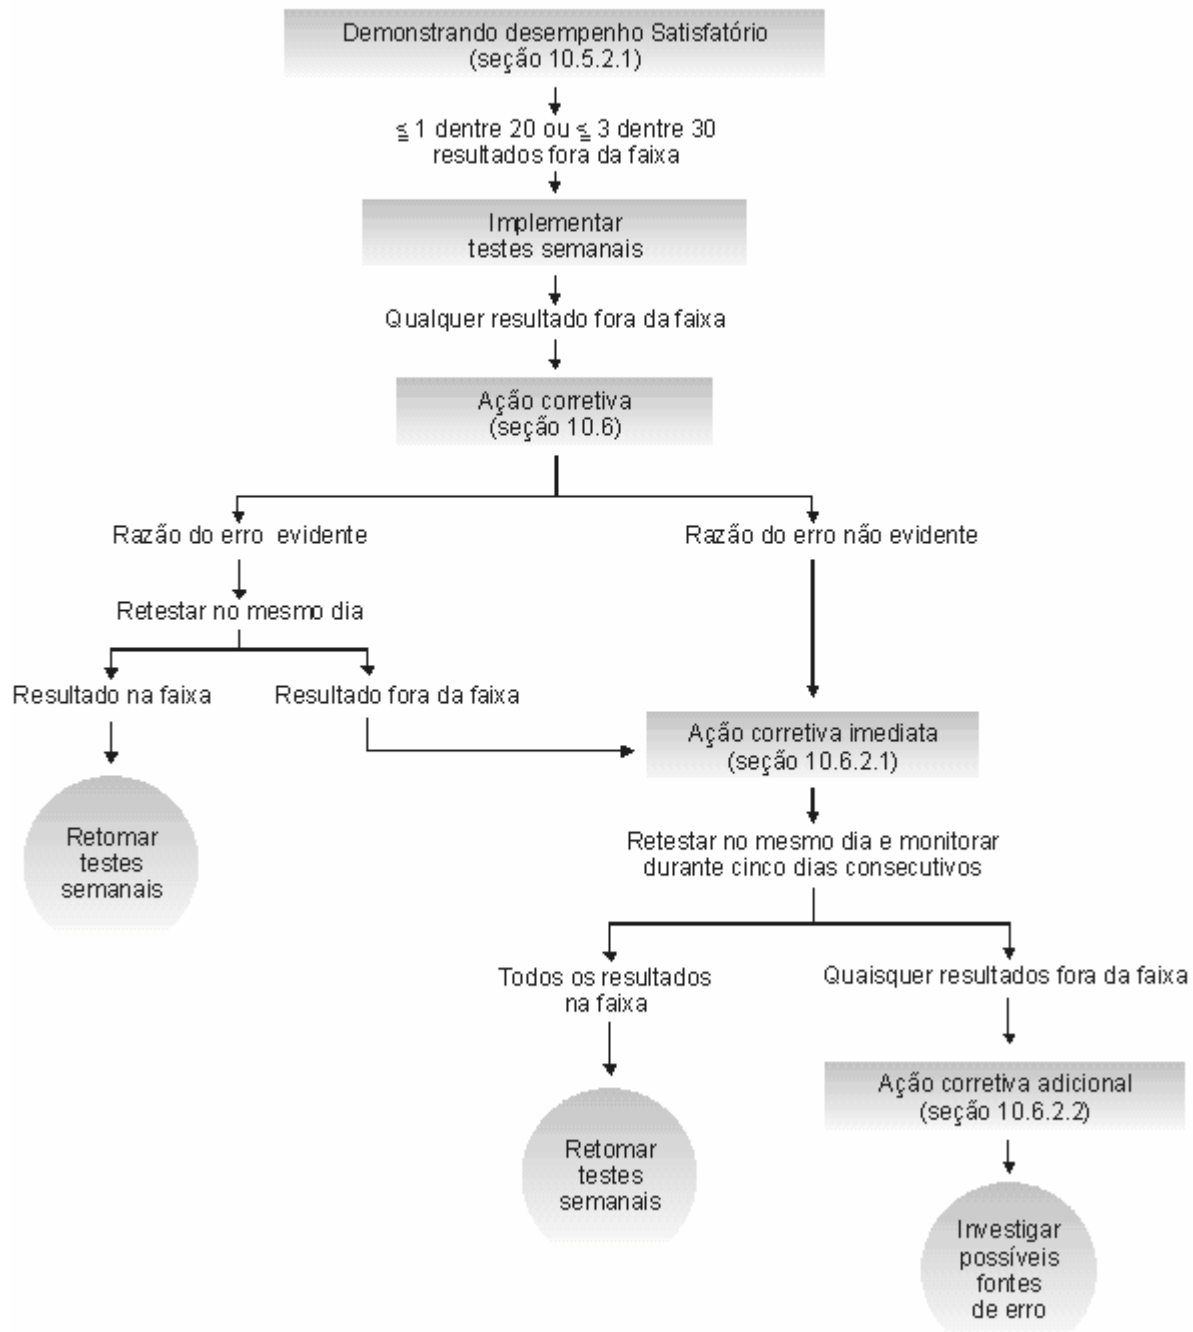 Demonstrando desempenho Satisfatório
(seção 10.5.2.1)
≦ 1 dentre 20 ou ≦ 3 dentre 30
resultados fora da faixa
Implementar
testes semanais
Qualquer resultado fora da faixa
Ação corretiva
(seção 10.6)
Razão do erro evidente
Razão do erro não evidente
Retestar no mesmo dia
Resultado na faixa
Resultado fora da faixa
Ação corretiva imediata
(seção 10.6.2.1)
Retomar
testes
semanais
Retestar no mesmo dia e monitorar
durante cinco dias consecutivos
Todos os resultados
na faixa
Quaisquer resultados fora da faixa
Ação corretiva adicional
(seção 10.6.2.2)
Retomar
testes
semanais
Investigar
possíveis
fontes
de erro